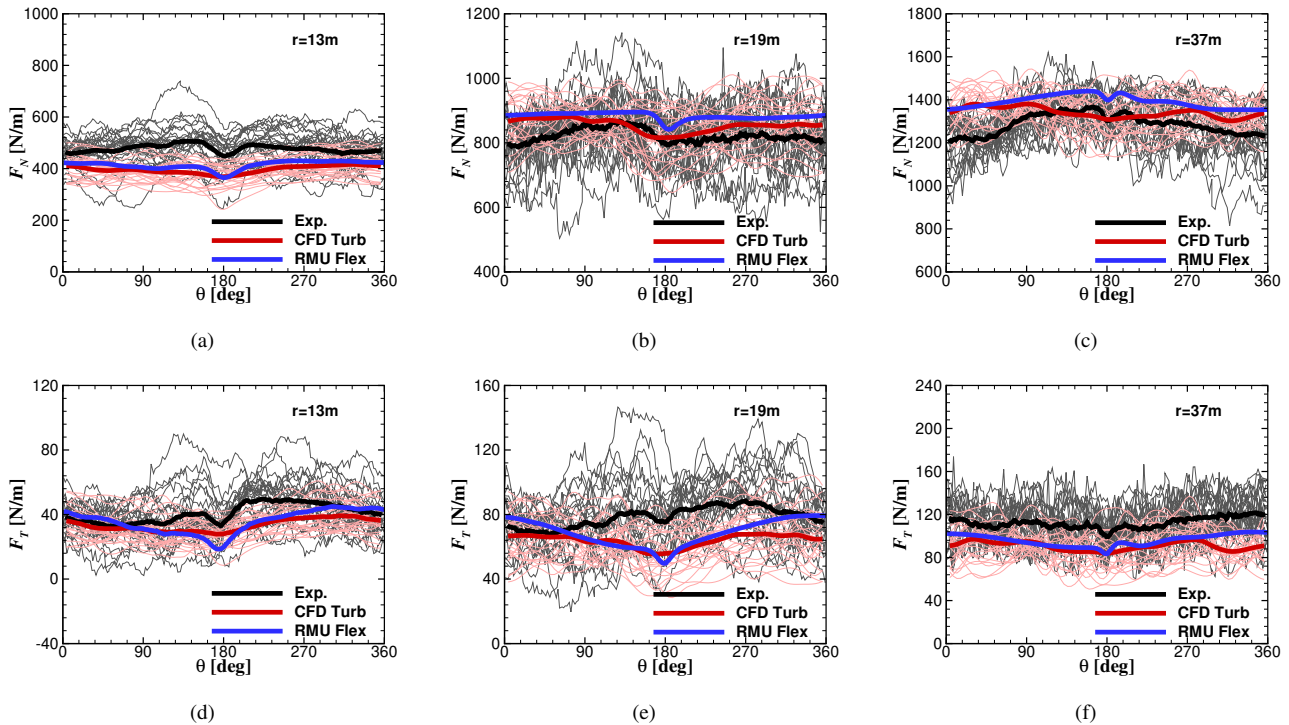 1000
800
600
400
200
0
F_N [N/m]
r=13m
Exp.
CFD Turb
RMU Flex
0 90 180 270 360
θ [deg]
(a)
1200
1000
800
600
400
F_N [N/m]
r=19m
Exp.
CFD Turb
RMU Flex
0 90 180 270 360
θ [deg]
(b)
1800
1600
1400
1200
1000
800
600
F_N [N/m]
r=37m
Exp.
CFD Turb
RMU Flex
0 90 180 270 360
θ [deg]
(c)
120
80
40
0
-40
F_T [N/m]
r=13m
Exp.
CFD Turb
RMU Flex
0 90 180 270 360
θ [deg]
(d)
160
120
80
40
0
F_T [N/m]
r=19m
Exp.
CFD Turb
RMU Flex
0 90 180 270 360
θ [deg]
(e)
240
200
160
120
80
40
0
F_T [N/m]
r=37m
Exp.
CFD Turb
RMU Flex
0 90 180 270 360
θ [deg]
(f)